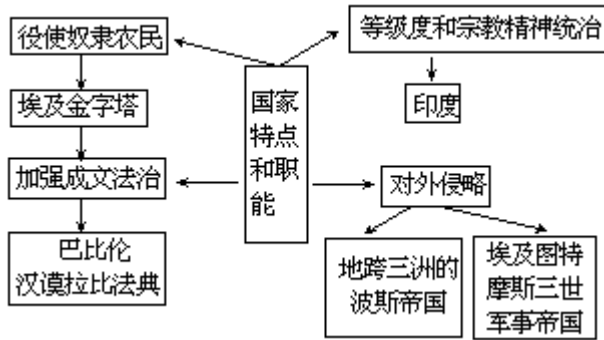 役使奴隶农民
等级度和宗教精神统治
埃及金字塔
印度
国家
特点
和职
能
加强成文法治
对外侵略
巴比伦
汉谟拉比法典
地跨三洲的
波斯帝国
埃及图特
摩斯三世
军事帝国